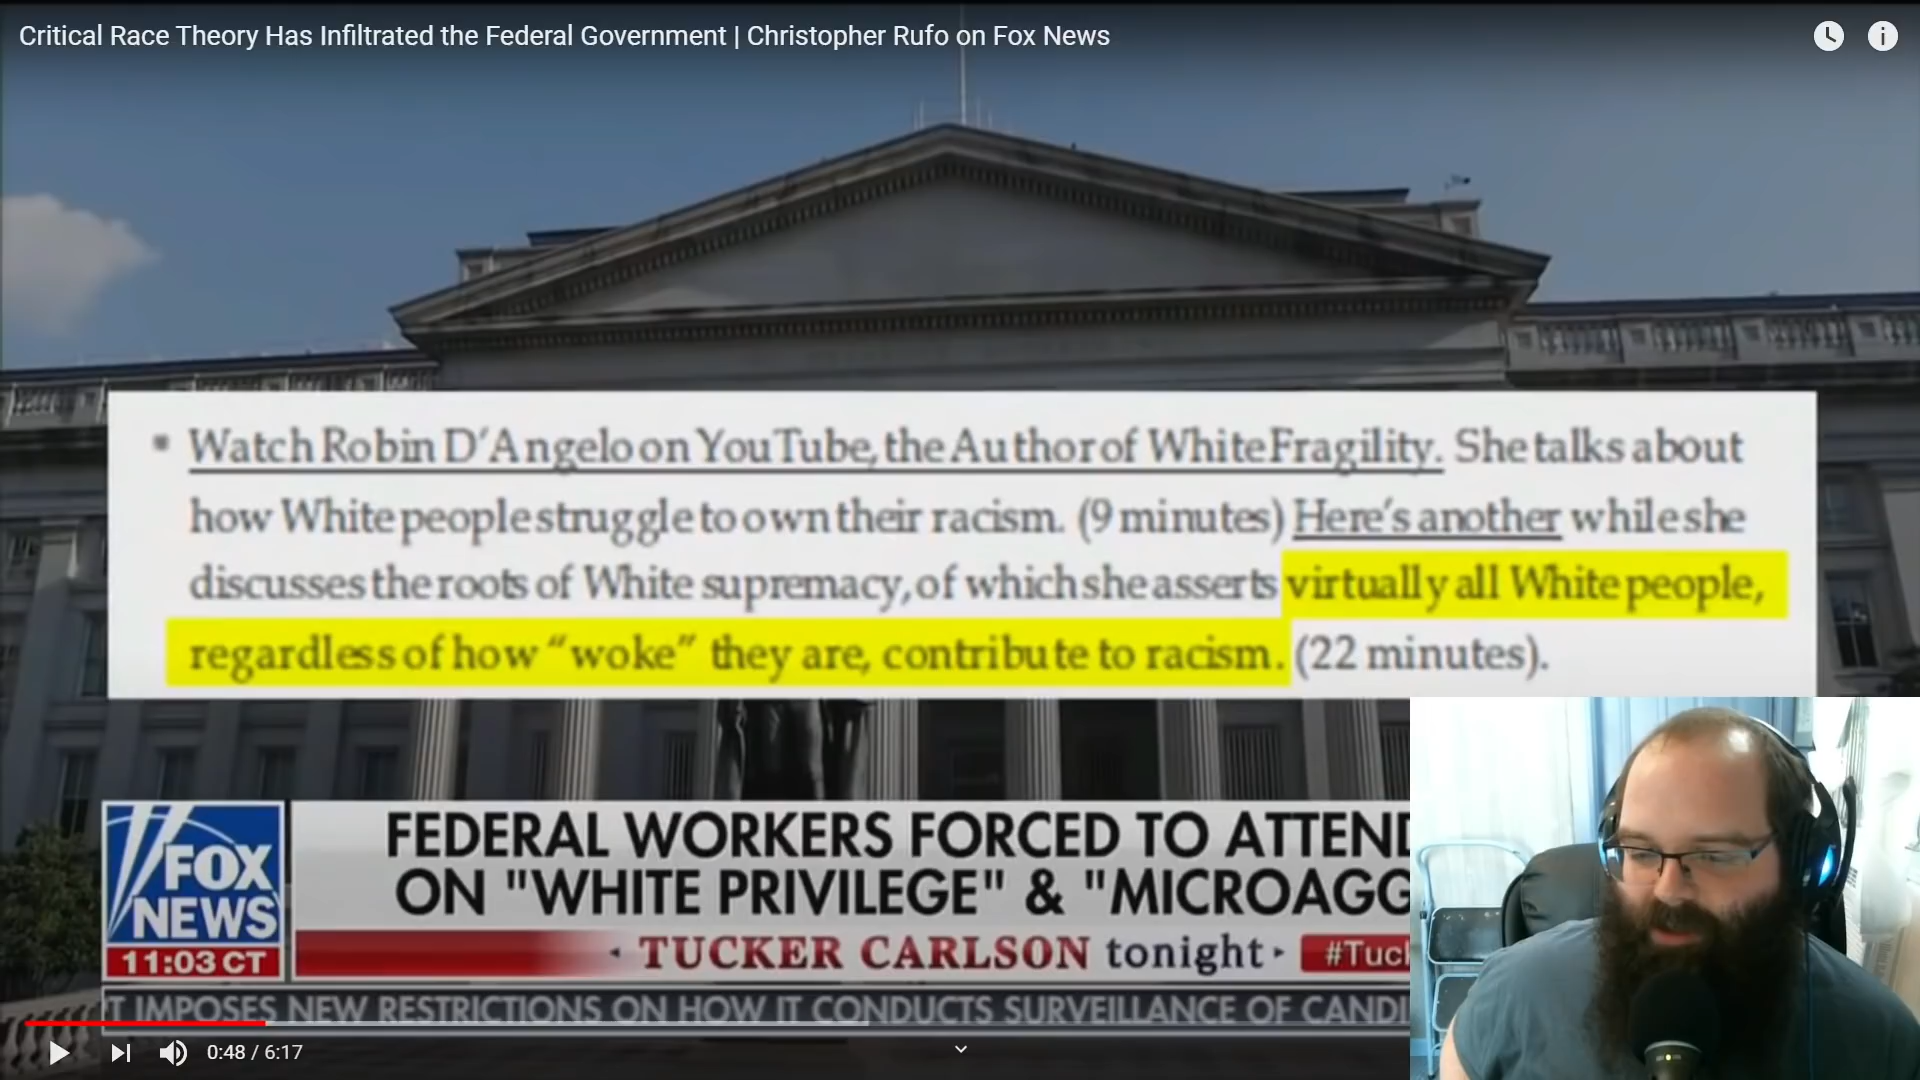 Critical Race Theory Has Infiltrated the Federal Government | Christopher Rufo on Fox News
Watch Robin D'Angelo on YouTube, the Author of White Fragility. She talks about
how White people struggle to own their racism. (9 minutes) Here's another while she
discusses the roots of White supremacy, of which she asserts virtually all White people,
regardless of how “woke” they are, contribute to racism. (22 minutes).
FOX
NEWS
11:03 CT
FEDERAL WORKERS FORCED TO ATTEND
ON "WHITE PRIVILEGE" & "MICROAGG
TUCKER CARLSON tonight
#Tuck
T IMPOSES NEW RESTRICTIONS ON HOW IT CONDUCTS SURVEILLANCE OF CANDI
0:48 / 6:17